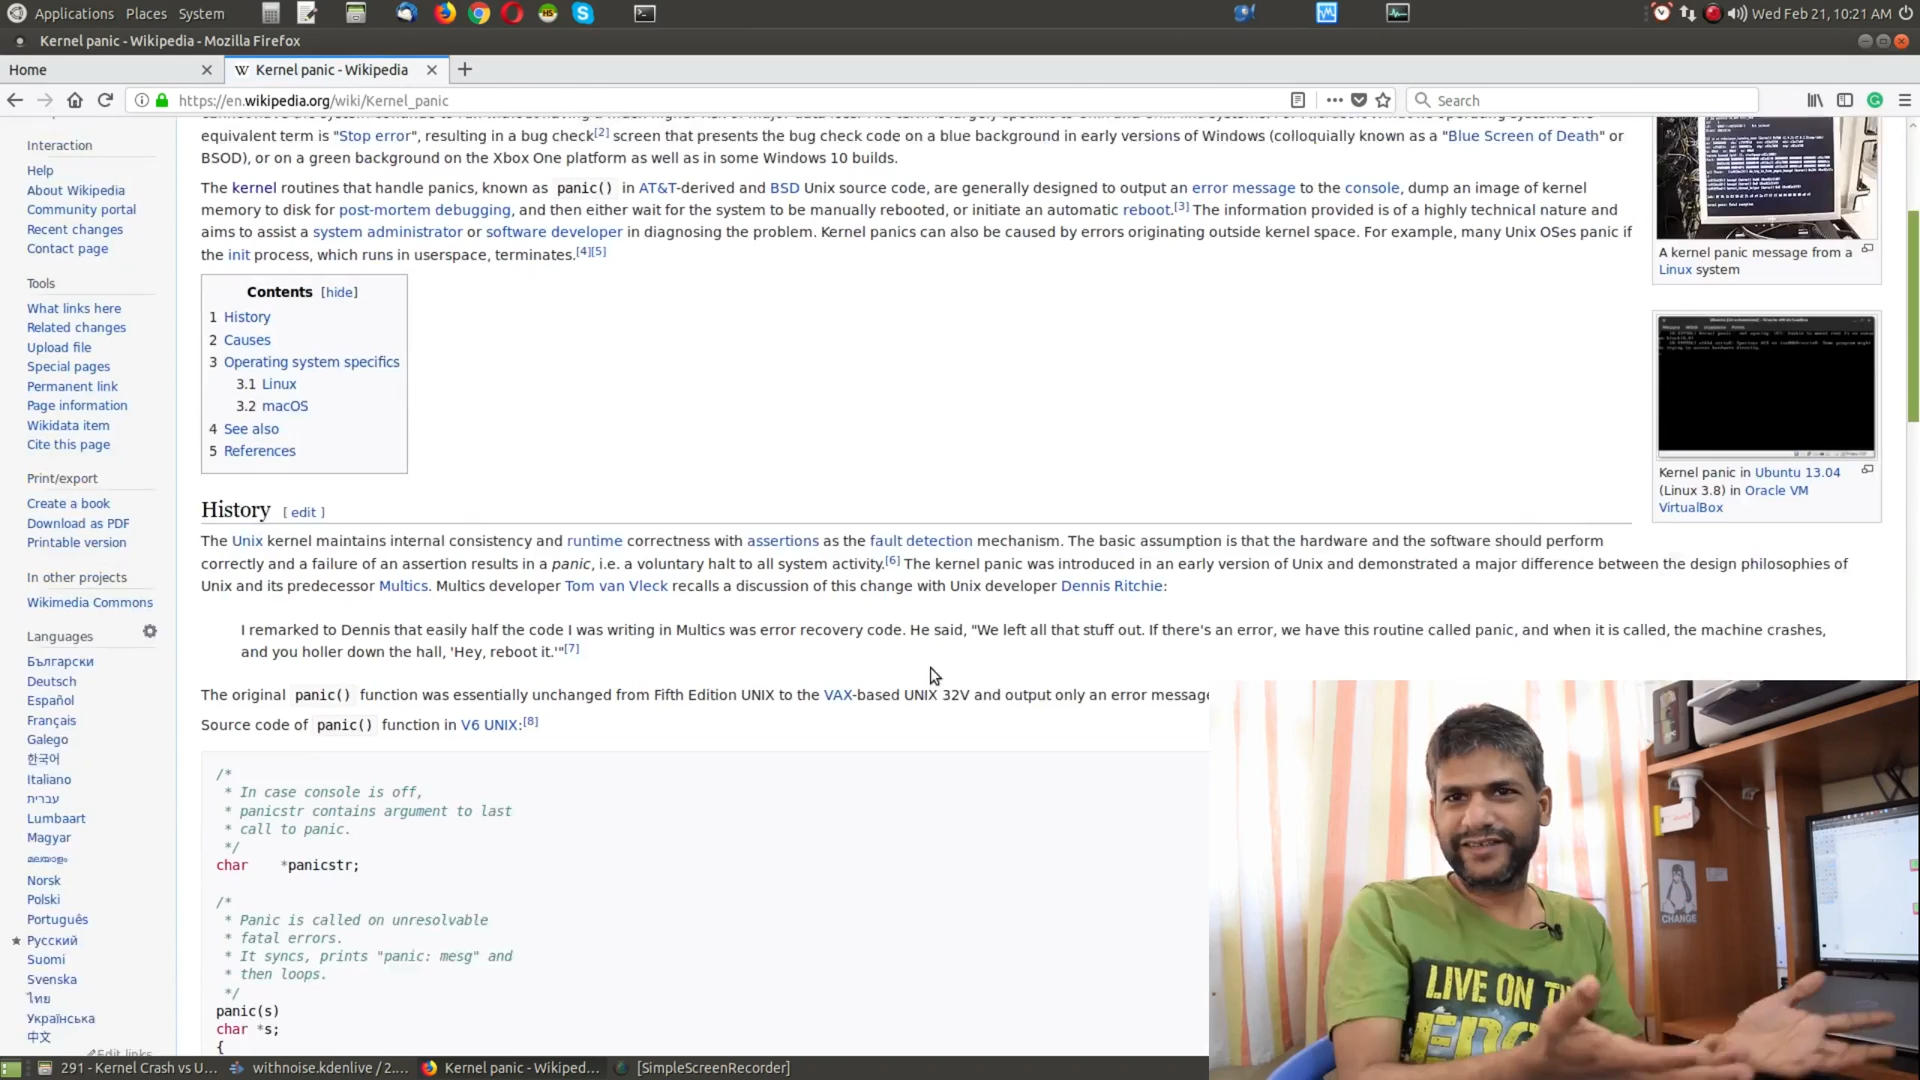 Applications Places System
Wed Feb 21, 10:21 AM
Kernel panic - Wikipedia - Mozilla Firefox
Home
Kernel panic - Wikipedia
https://en.wikipedia.org/wiki/Kernel_panic
Search
equivalent term is "Stop error", resulting in a bug check[2] screen that presents the bug check code on a blue background in early versions of Windows (colloquially known as a "Blue Screen of Death" or
BSOD), or on a green background on the Xbox One platform as well as in some Windows 10 builds.
The kernel routines that handle panics, known as panic() in AT&T-derived and BSD Unix source code, are generally designed to output an error message to the console, dump an image of kernel
memory to disk for post-mortem debugging, and then either wait for the system to be manually rebooted, or initiate an automatic reboot.[3] The information provided is of a highly technical nature and
aims to assist a system administrator or software developer in diagnosing the problem. Kernel panics can also be caused by errors originating outside kernel space. For example, many Unix OSes panic if
the init process, which runs in userspace, terminates.[4][5]
Contents [hide]
1 History
2 Causes
3 Operating system specifics
3.1 Linux
3.2 macOS
4 See also
5 References
A kernel panic message from a
Linux system
Kernel panic in Ubuntu 13.04
(Linux 3.8) in Oracle VM
VirtualBox
History [ edit ]
The Unix kernel maintains internal consistency and runtime correctness with assertions as the fault detection mechanism. The basic assumption is that the hardware and the software should perform
correctly and a failure of an assertion results in a panic, i.e. a voluntary halt to all system activity.[6] The kernel panic was introduced in an early version of Unix and demonstrated a major difference between the design philosophies of
Unix and its predecessor Multics. Multics developer Tom van Vleck recalls a discussion of this change with Unix developer Dennis Ritchie:
I remarked to Dennis that easily half the code I was writing in Multics was error recovery code. He said, "We left all that stuff out. If there's an error, we have this routine called panic, and when it is called, the machine crashes,
and you holler down the hall, 'Hey, reboot it.'"[7]
The original panic() function was essentially unchanged from Fifth Edition UNIX to the VAX-based UNIX 32V and output only an error message
Source code of panic() function in V6 UNIX:[8]
/*
* In case console is off,
* panicstr contains argument to last
* call to panic.
*/
char *panicstr;
/*
* Panic is called on unresolvable
* fatal errors.
* It syncs, prints "panic: mesg" and
* then loops.
*/
panic(s)
char *s;
{
Interaction
Help
About Wikipedia
Community portal
Recent changes
Contact page
Tools
What links here
Related changes
Upload file
Special pages
Permanent link
Page information
Wikidata item
Cite this page
Print/export
Create a book
Download as PDF
Printable version
In other projects
Wikimedia Commons
Languages
Български
Deutsch
Español
Français
Galego
한국어
Italiano
עברית
Lumbaart
Magyar
മലയാളം
Norsk
Polski
Português
Русский
Suomi
Svenska
ไทย
Українська
中文
Edit links
CHANGE
LIVE ON
291 - Kernel Crash vs U...
withnoise.kdenlive / 2....
Kernel panic - Wikiped...
[SimpleScreenRecorder]